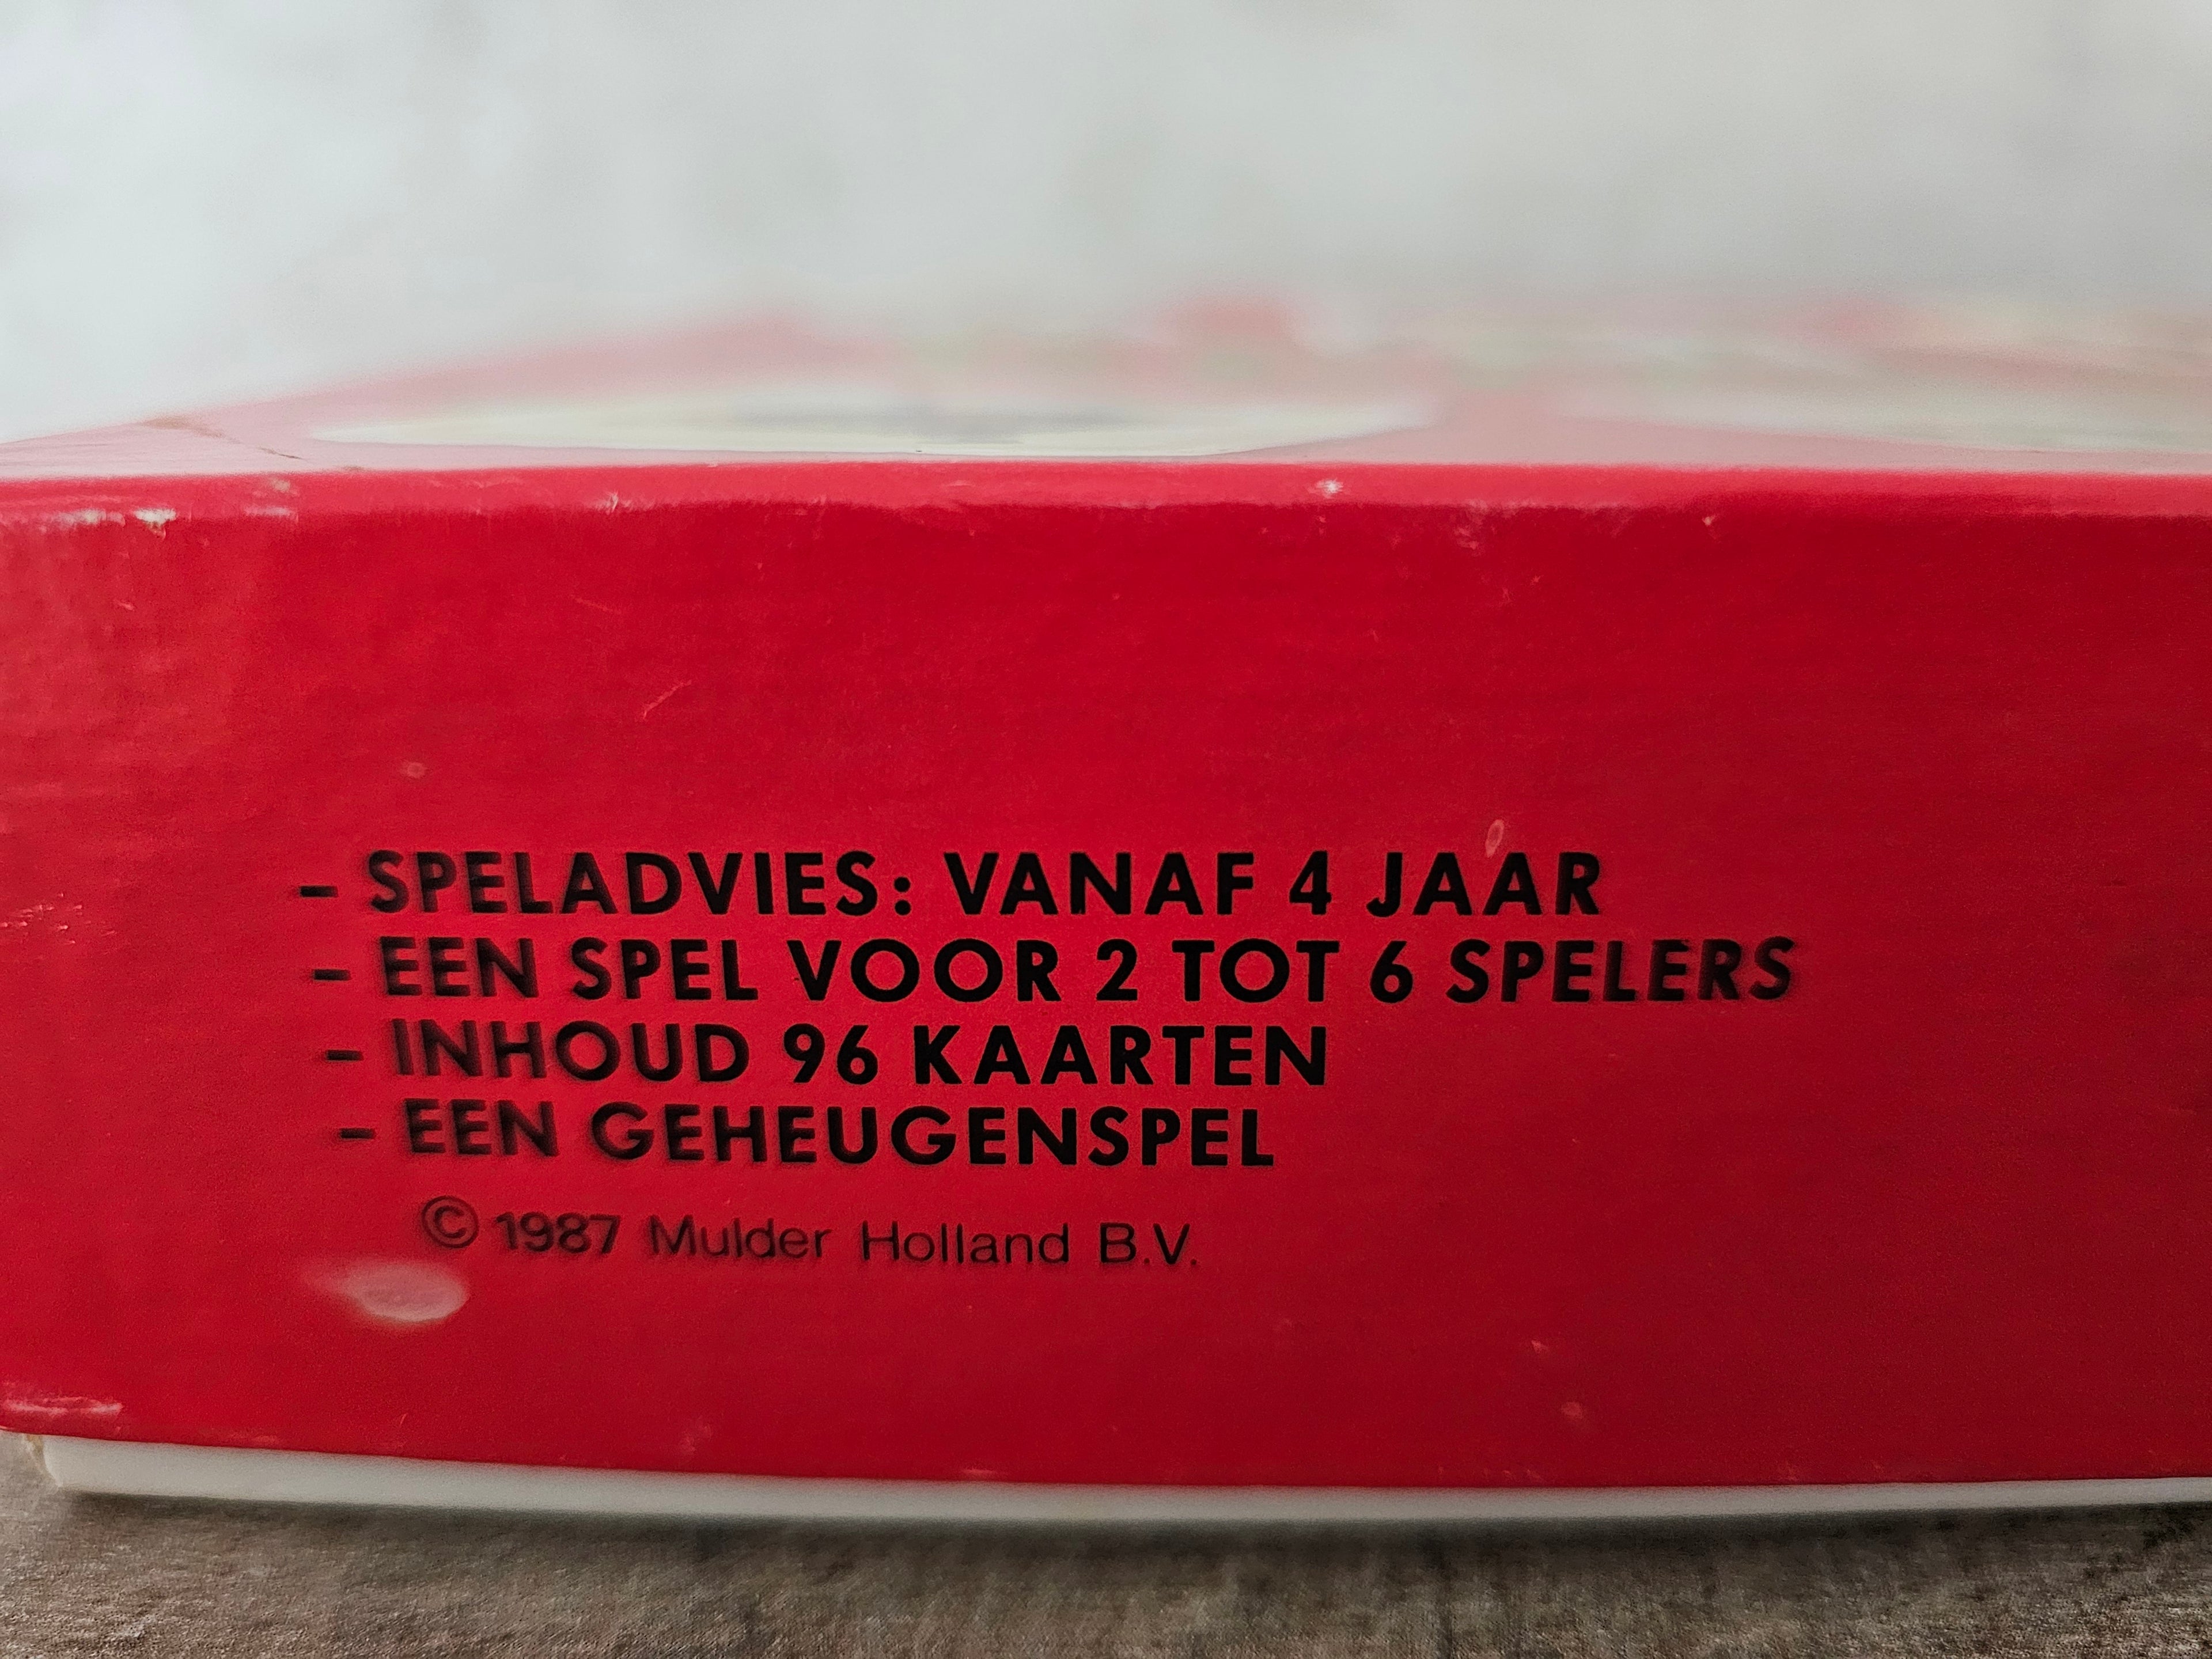 - SPELADVIES: VANAF 4 JAAR
- EEN SPEL VOOR 2 TOT 6 SPELERS
- INHOUD 96 KAARTEN
- EEN GEHEUGENSPEL
© 1987 Mulder Holland B.V.